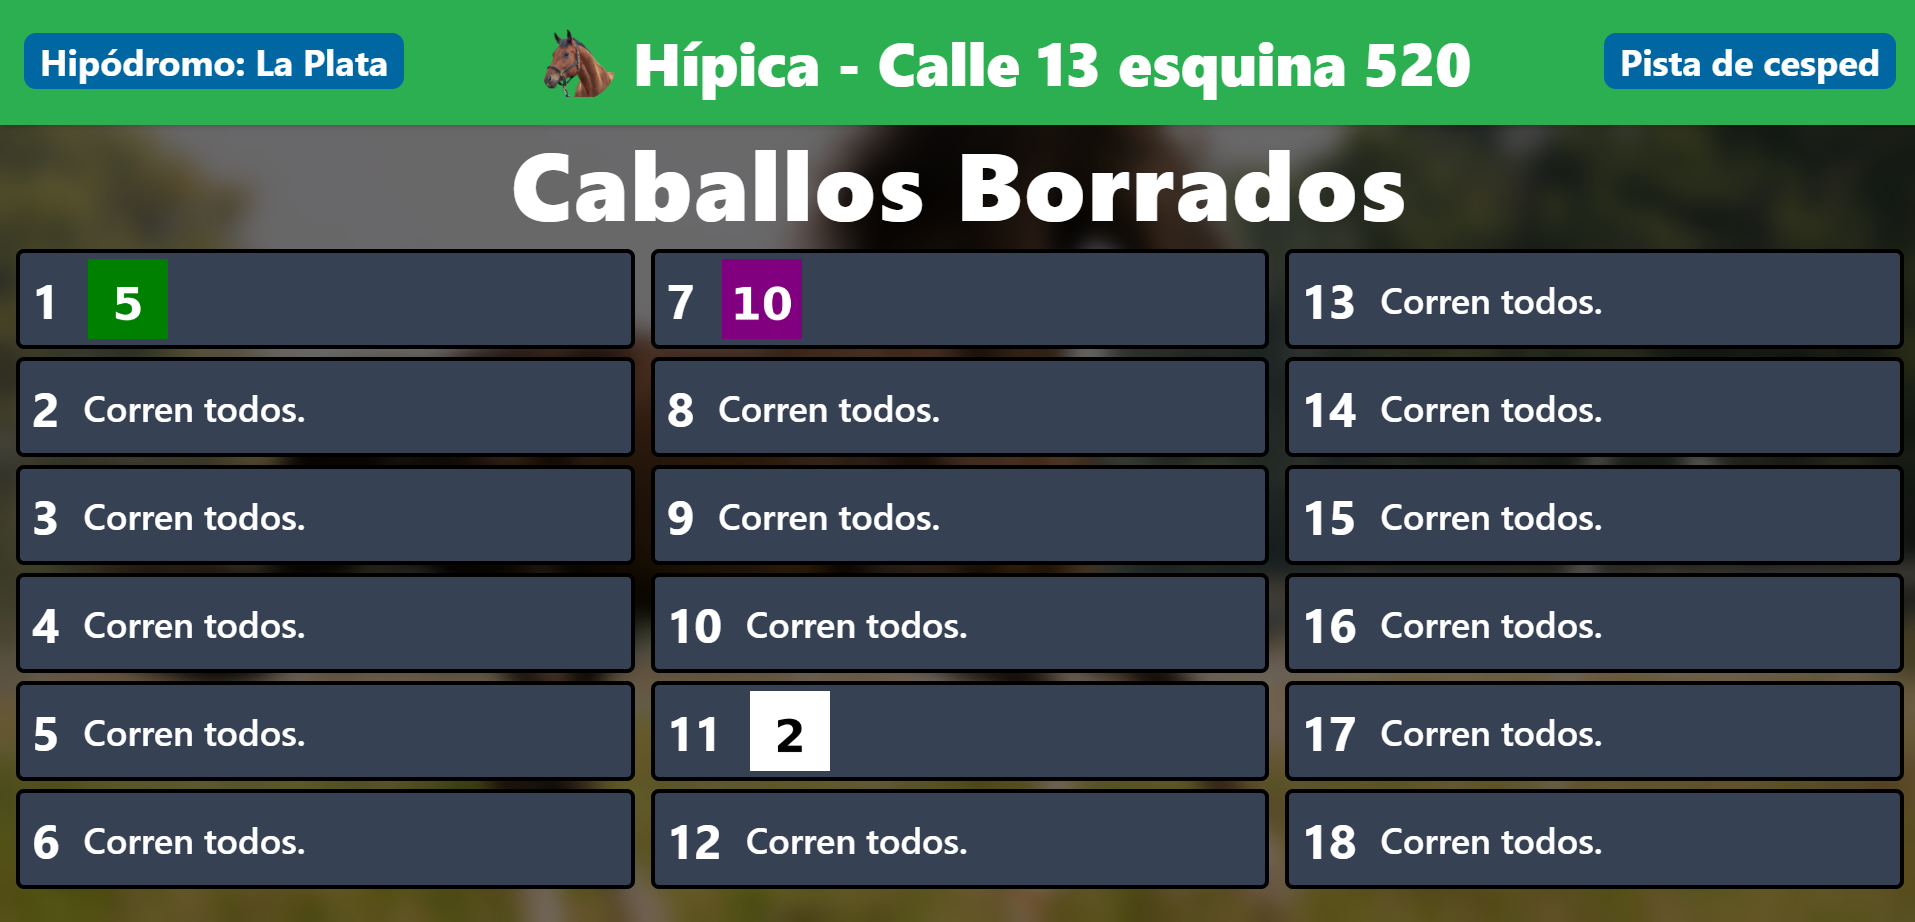 Hipódromo: La Plata
Hípica - Calle 13 esquina 520
Pista de cesped
Caballos Borrados
1 5
2 Corren todos.
3 Corren todos.
4 Corren todos.
5 Corren todos.
6 Corren todos.
7 10
8 Corren todos.
9 Corren todos.
10 Corren todos.
11 2
12 Corren todos.
13 Corren todos.
14 Corren todos.
15 Corren todos.
16 Corren todos.
17 Corren todos.
18 Corren todos.